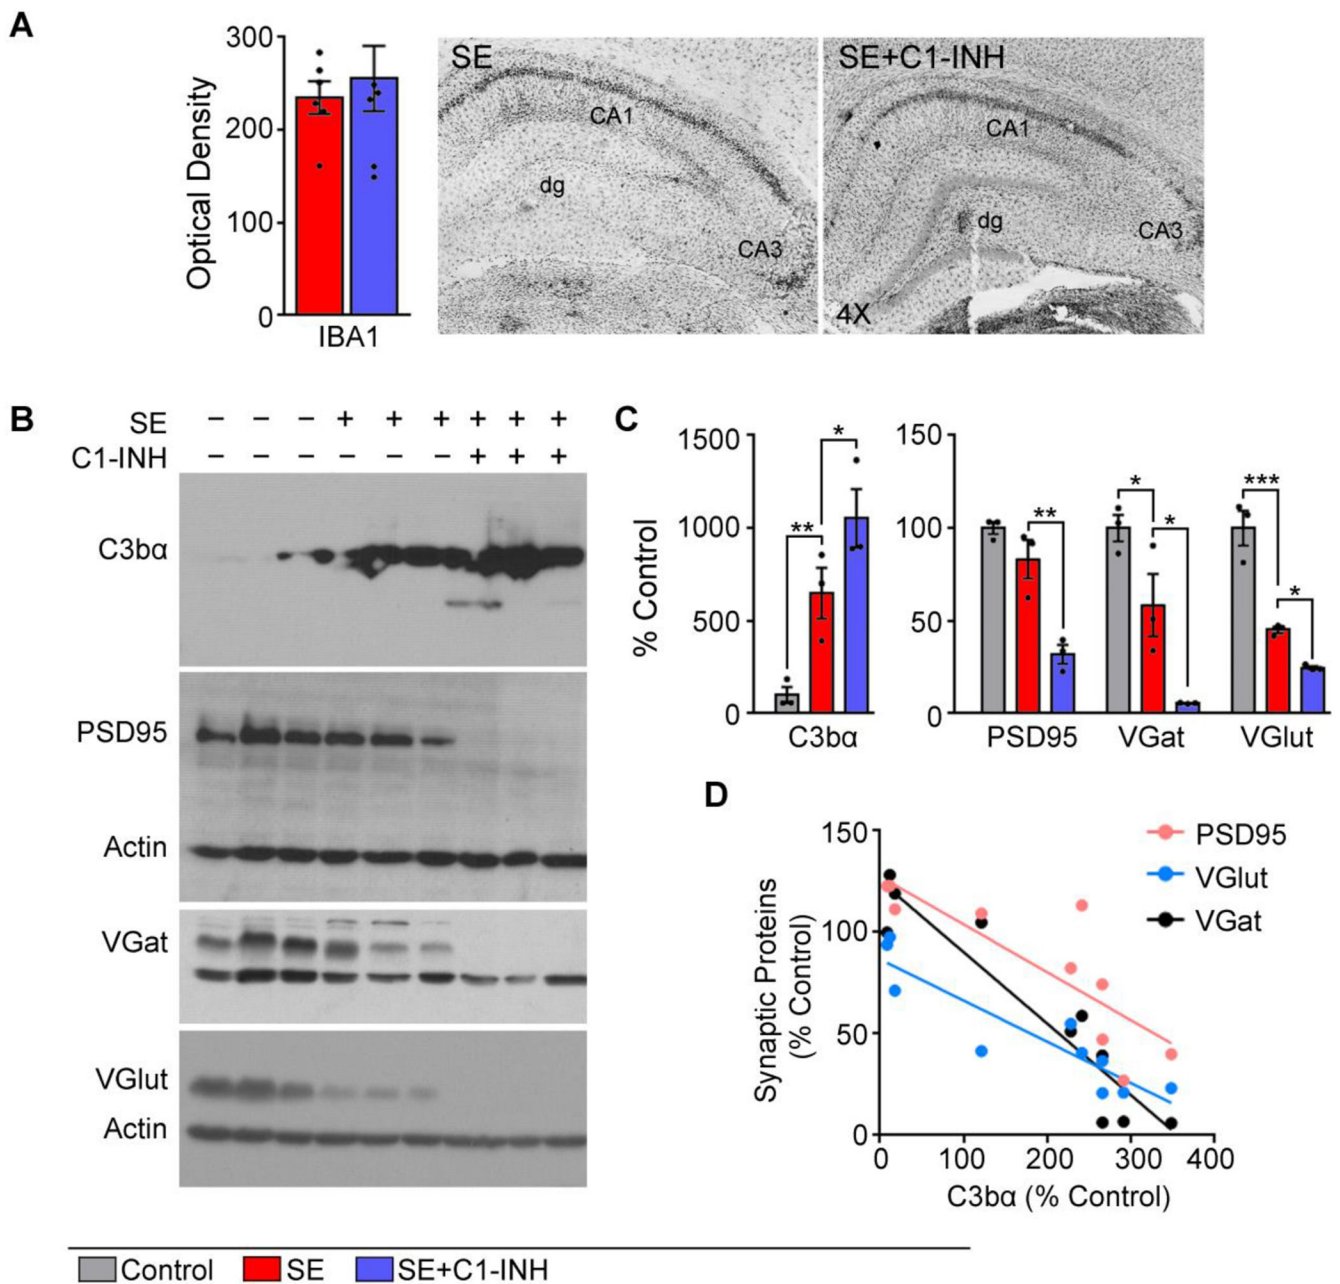 A
300
200
100
0
Optical Density
IBA1
SE
CA1
dg
CA3
SE+C1-INH
CA1
dg
CA3
4X
B
SE − − − + + + + + +
C1-INH − − − − − − + + +
C3bα
PSD95
Actin
VGat
VGlut
Actin
C
% Control
1500
1000
500
0
** *
C3bα
150
100
50
0
** * * *** *
PSD95 VGat VGlut
D
Synaptic Proteins
(% Control)
150
100
50
0
0 100 200 300 400
C3bα (% Control)
PSD95
VGlut
VGat
Control SE SE+C1-INH